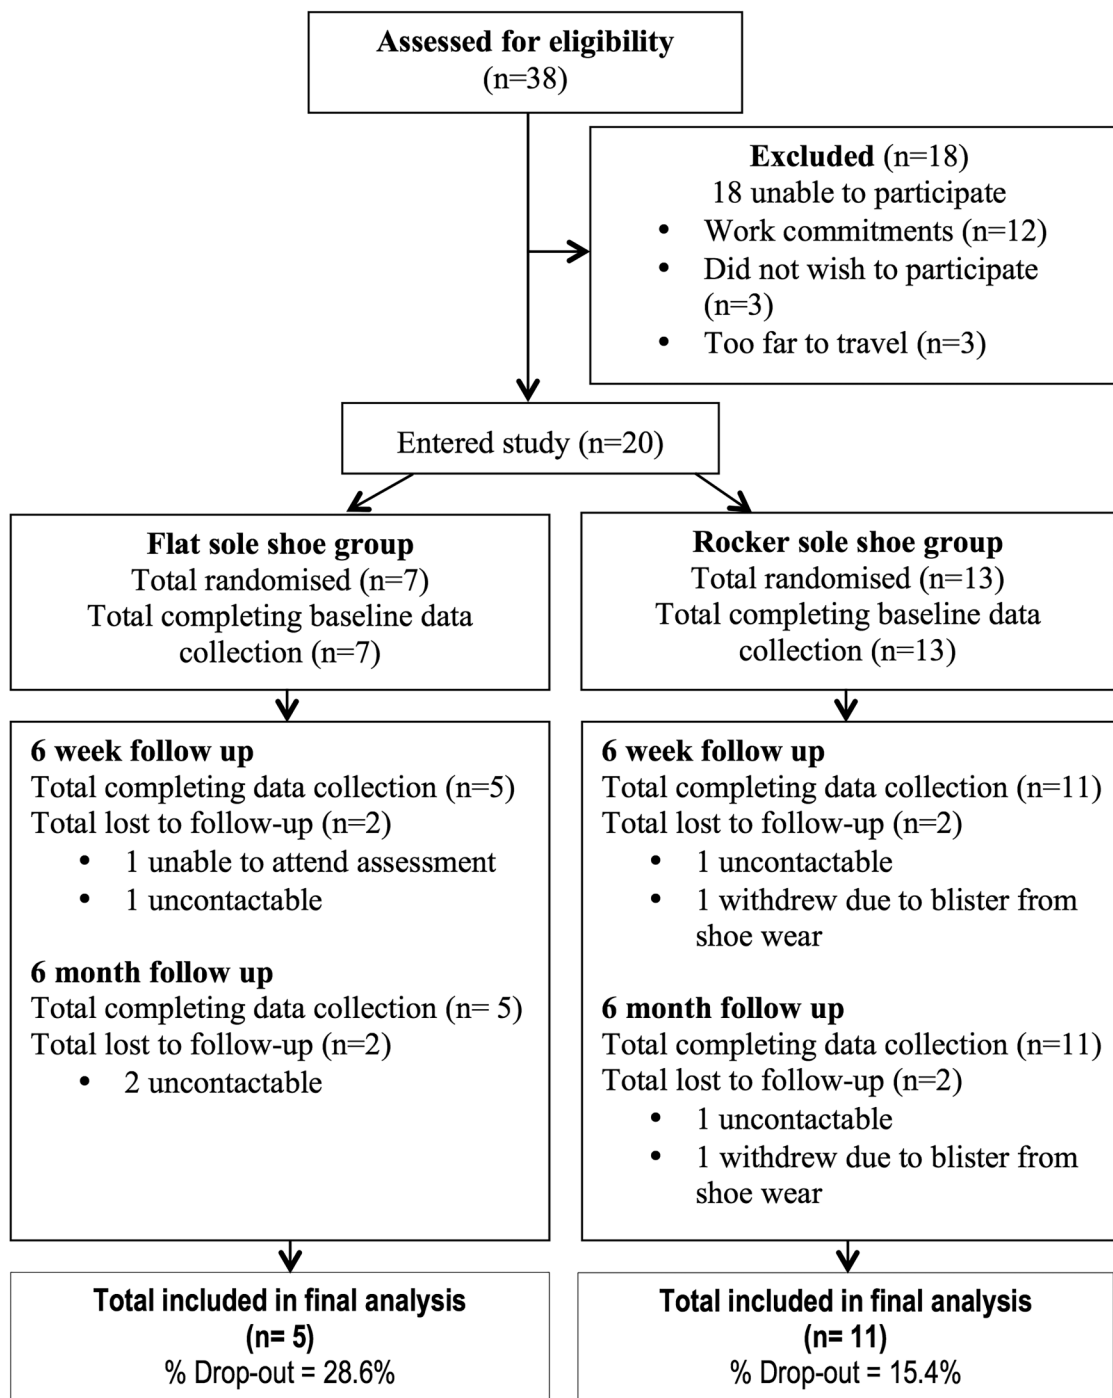 Assessed for eligibility
(n=38)
Excluded (n=18)
18 unable to participate
• Work commitments (n=12)
• Did not wish to participate
(n=3)
• Too far to travel (n=3)
Entered study (n=20)
Flat sole shoe group
Total randomised (n=7)
Total completing baseline data
collection (n=7)
Rocker sole shoe group
Total randomised (n=13)
Total completing baseline data
collection (n=13)
6 week follow up
Total completing data collection (n=5)
Total lost to follow-up (n=2)
• 1 unable to attend assessment
• 1 uncontactable
6 month follow up
Total completing data collection (n= 5)
Total lost to follow-up (n=2)
• 2 uncontactable
6 week follow up
Total completing data collection (n=11)
Total lost to follow-up (n=2)
• 1 uncontactable
• 1 withdrew due to blister from
shoe wear
6 month follow up
Total completing data collection (n=11)
Total lost to follow-up (n=2)
• 1 uncontactable
• 1 withdrew due to blister from
shoe wear
Total included in final analysis
(n= 5)
% Drop-out = 28.6%
Total included in final analysis
(n= 11)
% Drop-out = 15.4%